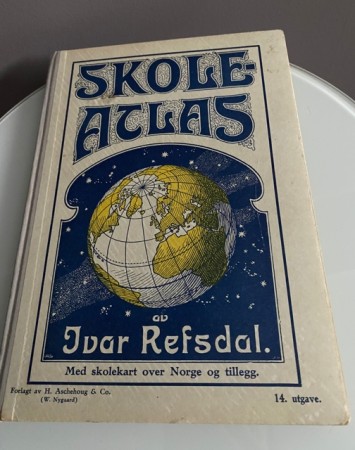 SKOLE-
ATLAS
av
Ivar Refsdal.
Med skolekart over Norge og tillegg.
Forlagt av H. Aschehoug & Co.
(W. Nygaard)
14. utgave.